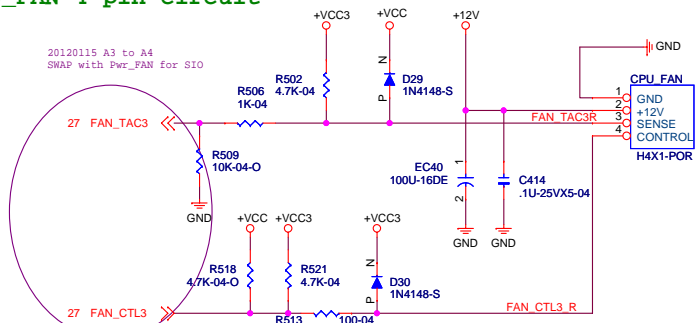 _FAN 4 pin circuit
+VCC3
+VCC
+12V
GND
20120115 A3 to A4
SWAP with Pwr_FAN for SIO
R506
1K-04
R502
4.7K-04
N
P
D29
1N4148-S
CPU_FAN
1 GND
2 +12V
3 SENSE
4 CONTROL
H4X1-POR
27 FAN_TAC3
FAN_TAC3R
R509
10K-04-O
GND
EC40
100U-16DE
1
2
C414
.1U-25VX5-04
GND
GND
+VCC
+VCC3
+VCC3
R518
4.7K-04-O
R521
4.7K-04
N
P
D30
1N4148-S
27 FAN_CTL3
R513
100-04
FAN_CTL3_R